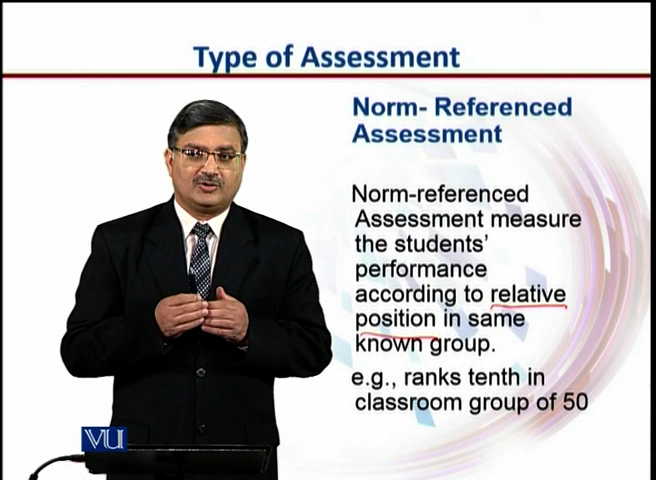 Type of Assessment
Norm- Referenced
Assessment
Norm-referenced
Assessment measure
the students'
performance
according to relative
position in same
known group.
e.g., ranks tenth in
classroom group of 50
VU